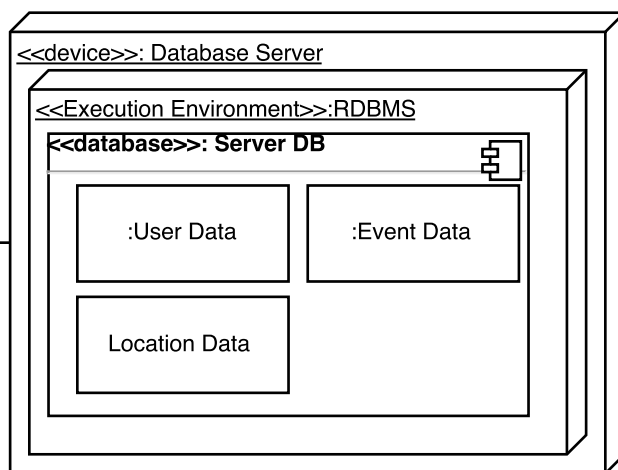 <<device>>: Database Server
<<Execution Environment>>:RDBMS
<<database>>: Server DB
:User Data
:Event Data
Location Data